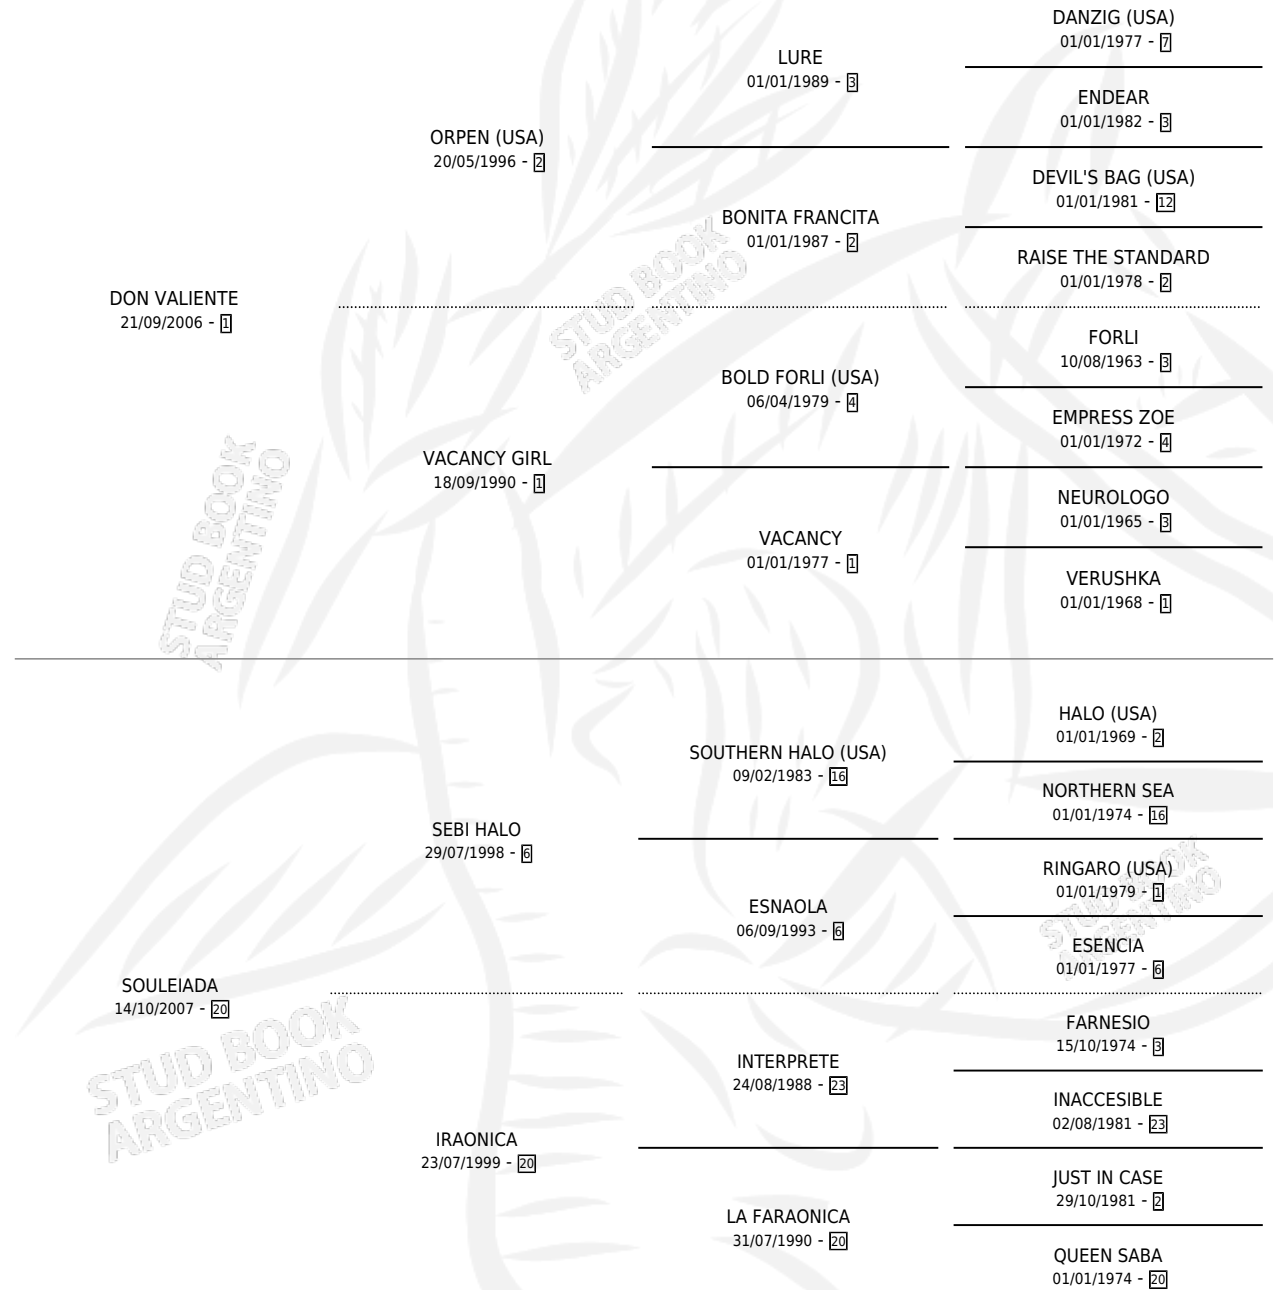 DANZIG (USA)
01/01/1977 - 7
LURE
01/01/1989 - 3
ENDEAR
01/01/1982 - 3
ORPEN (USA)
20/05/1996 - 2
DEVIL'S BAG (USA)
01/01/1981 - 12
BONITA FRANCITA
01/01/1987 - 2
RAISE THE STANDARD
01/01/1978 - 2
DON VALIENTE
21/09/2006 - 1
FORLI
10/08/1963 - 3
BOLD FORLI (USA)
06/04/1979 - 4
EMPRESS ZOE
01/01/1972 - 4
VACANCY GIRL
18/09/1990 - 1
NEUROLOGO
01/01/1965 - 3
VACANCY
01/01/1977 - 1
VERUSHKA
01/01/1968 - 1
HALO (USA)
01/01/1969 - 2
SOUTHERN HALO (USA)
09/02/1983 - 16
NORTHERN SEA
01/01/1974 - 16
SEBI HALO
29/07/1998 - 6
RINGARO (USA)
01/01/1979 - 1
ESNAOLA
06/09/1993 - 6
ESENCIA
01/01/1977 - 6
SOULEIADA
14/10/2007 - 20
FARNESIO
15/10/1974 - 3
INTERPRETE
24/08/1988 - 23
INACCESIBLE
02/08/1981 - 23
IRAONICA
23/07/1999 - 20
JUST IN CASE
29/10/1981 - 2
LA FARAONICA
31/07/1990 - 20
QUEEN SABA
01/01/1974 - 20
STUD BOOK
ARGENTINO
STUD BOOK
ARGENTINO
STUD BOOK
ARGENTINO
STUD BOOK
ARGENTINO